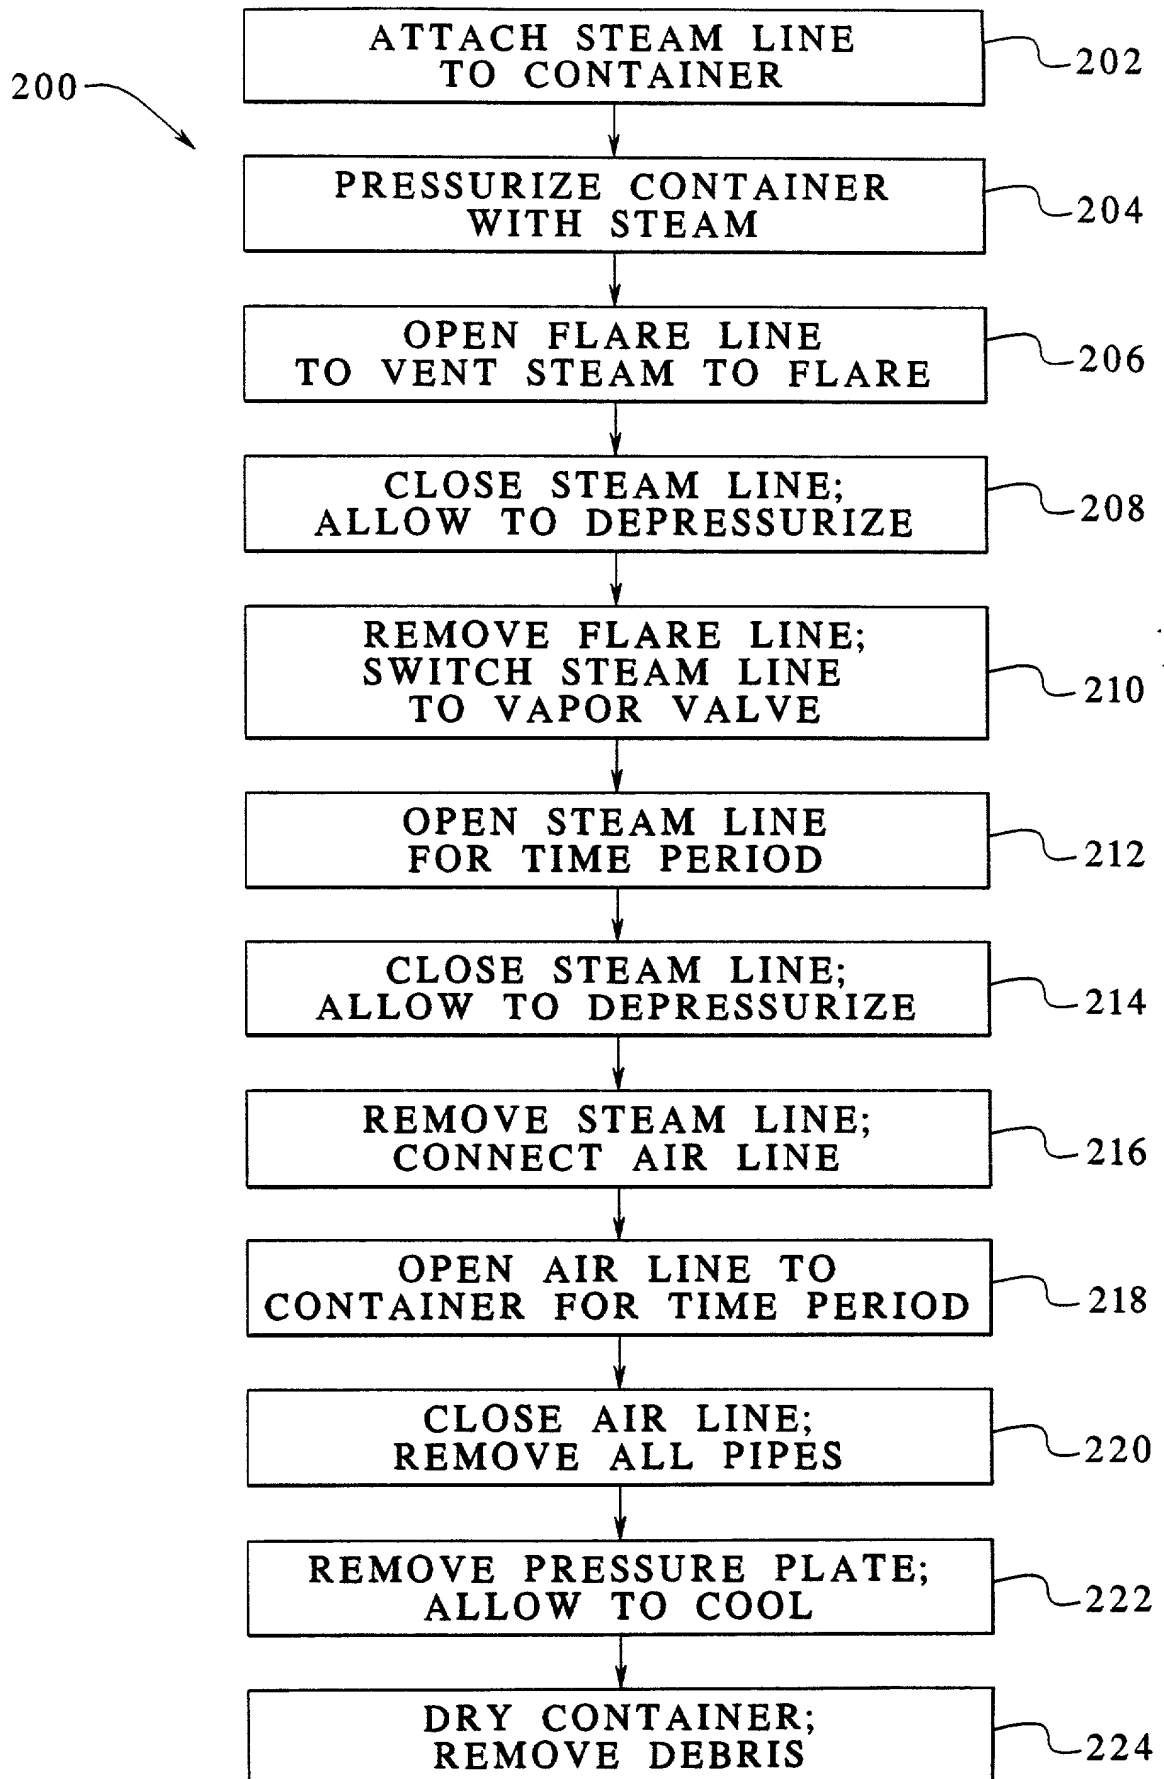 200
ATTACH STEAM LINE
TO CONTAINER
202
PRESSURIZE CONTAINER
WITH STEAM
204
OPEN FLARE LINE
TO VENT STEAM TO FLARE
206
CLOSE STEAM LINE;
ALLOW TO DEPRESSURIZE
208
REMOVE FLARE LINE;
SWITCH STEAM LINE
TO VAPOR VALVE
210
OPEN STEAM LINE
FOR TIME PERIOD
212
CLOSE STEAM LINE;
ALLOW TO DEPRESSURIZE
214
REMOVE STEAM LINE;
CONNECT AIR LINE
216
OPEN AIR LINE TO
CONTAINER FOR TIME PERIOD
218
CLOSE AIR LINE;
REMOVE ALL PIPES
220
REMOVE PRESSURE PLATE;
ALLOW TO COOL
222
DRY CONTAINER;
REMOVE DEBRIS
224